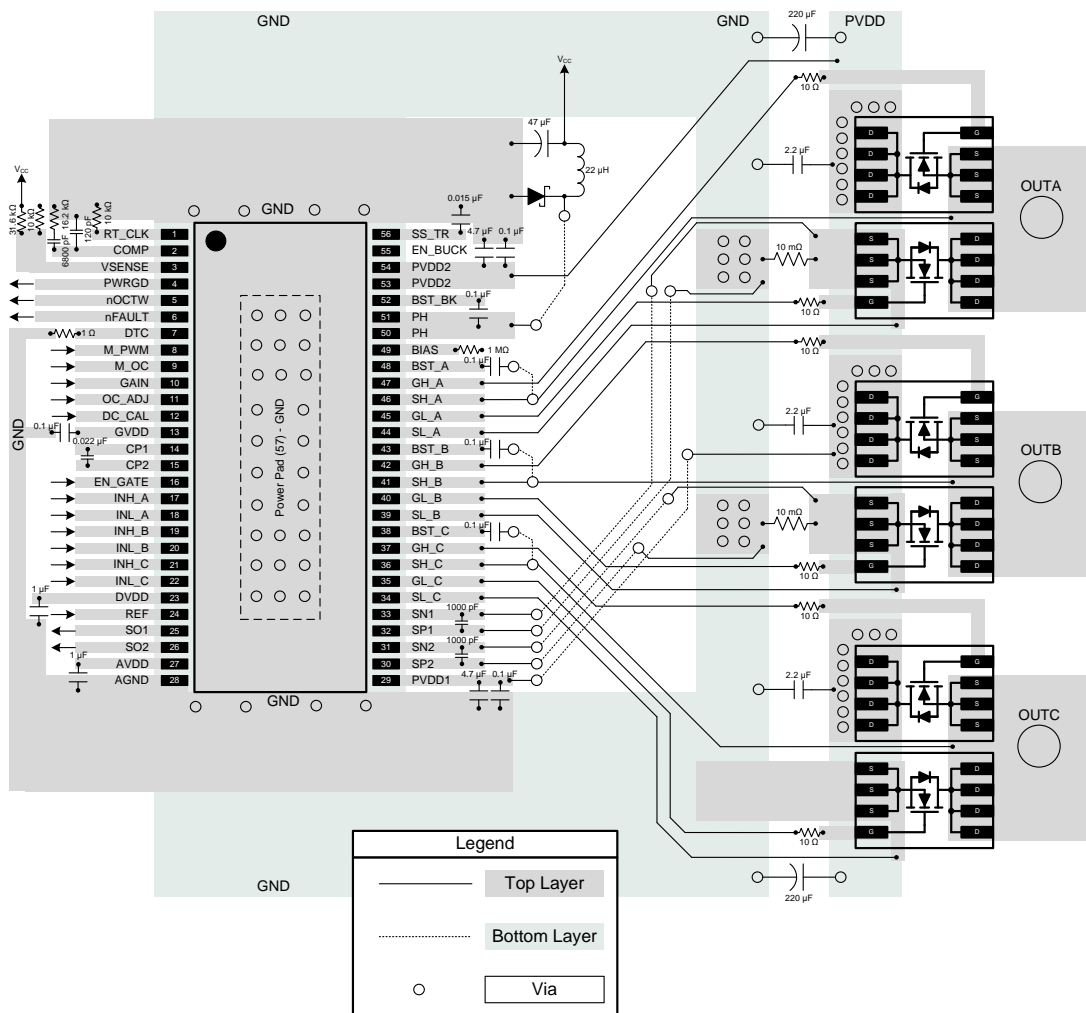 GND
GND
220 µF
PVDD
VCC
10 Ω
47 µF
22 µH
2.2 µF
D
D
D
D
G
S
S
S
OUTA
VCC
31.6 kΩ
10 kΩ
16.2 kΩ
6800 pF
120 pF
10 kΩ
GND
0.015 µF
4.7 µF
0.1 µF
0.1 µF
10 mΩ
S
S
S
G
D
D
D
D
10 Ω
RT_CLK 1
COMP 2
VSENSE 3
PWRGD 4
nOCTW 5
nFAULT 6
DTC 7
M_PWM 8
M_OC 9
GAIN 10
OC_ADJ 11
DC_CAL 12
GVDD 13
CP1 14
CP2 15
EN_GATE 16
INH_A 17
INL_A 18
INH_B 19
INL_B 20
INH_C 21
INL_C 22
DVDD 23
REF 24
SO1 25
SO2 26
AVDD 27
AGND 28
1 Ω
GND
0.1 µF
0.022 µF
1 µF
1 µF
Power Pad (57) - GND
56 SS_TR
55 EN_BUCK
54 PVDD2
53 PVDD2
52 BST_BK
51 PH
50 PH
49 BIAS
48 BST_A
47 GH_A
46 SH_A
45 GL_A
44 SL_A
43 BST_B
42 GH_B
41 SH_B
40 GL_B
39 SL_B
38 BST_C
37 GH_C
36 SH_C
35 GL_C
34 SL_C
33 SN1
32 SP1
31 SN2
30 SP2
29 PVDD1
1 MΩ
0.1 µF
0.1 µF
0.1 µF
1000 pF
1000 pF
4.7 µF
0.1 µF
GND
10 Ω
2.2 µF
D
D
D
D
G
S
S
S
OUTB
10 mΩ
S
S
S
G
D
D
D
D
10 Ω
10 Ω
2.2 µF
D
D
D
D
G
S
S
S
OUTC
S
S
S
G
D
D
D
D
10 Ω
220 µF
GND
Legend
Top Layer
Bottom Layer
Via